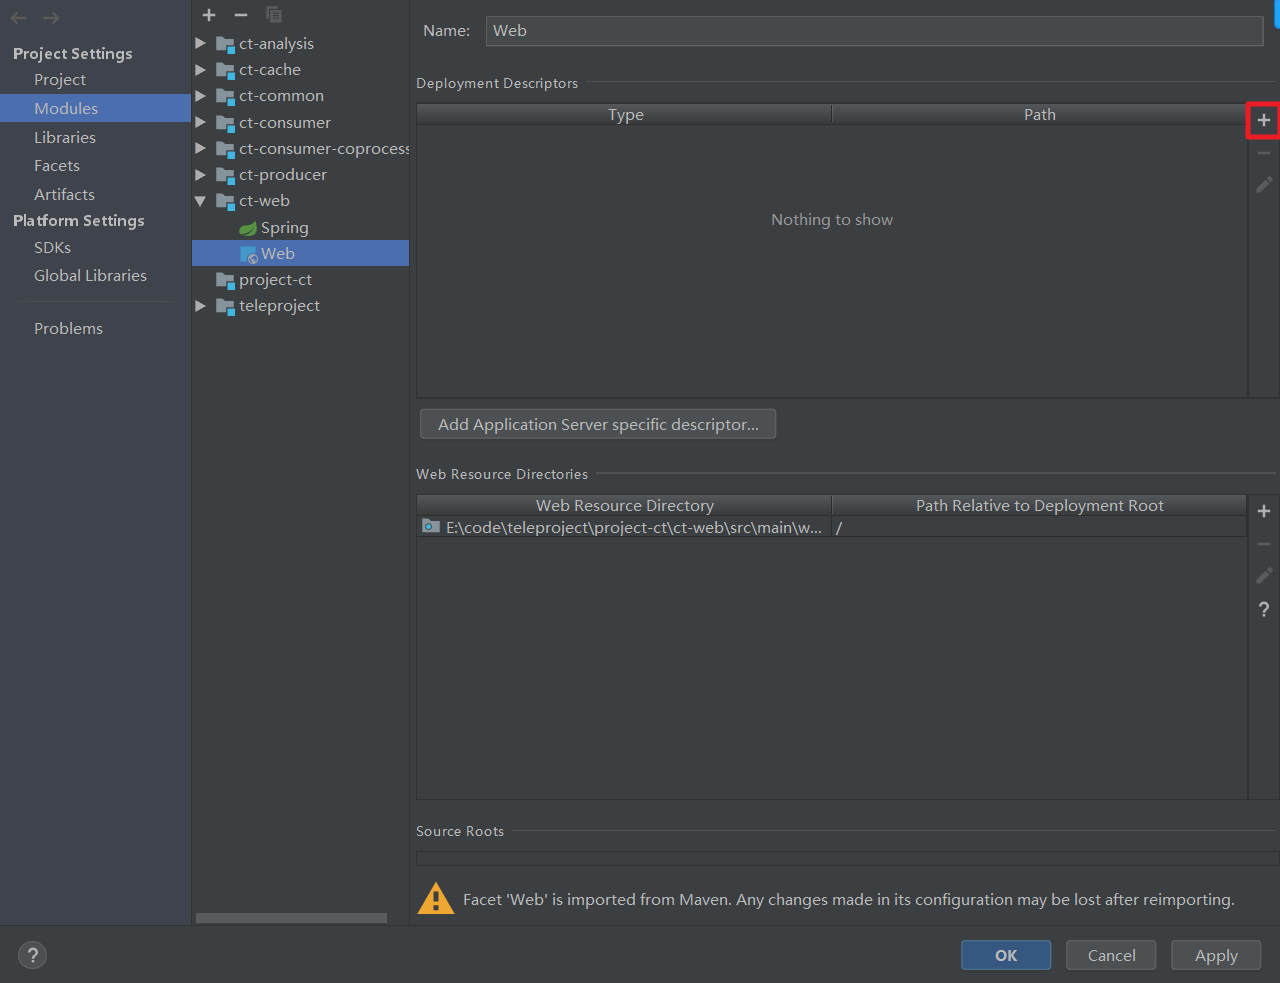 Project Settings
Project
Modules
Libraries
Facets
Artifacts
Platform Settings
SDKs
Global Libraries
Problems
ct-analysis
ct-cache
ct-common
ct-consumer
ct-consumer-coprocess
ct-producer
ct-web
Spring
Web
project-ct
teleproject
Name: Web
Deployment Descriptors
Type Path
Nothing to show
Add Application Server specific descriptor...
Web Resource Directories
Web Resource Directory Path Relative to Deployment Root
E:\code\teleproject\project-ct\ct-web\src\main\w... /
?
Source Roots
Facet 'Web' is imported from Maven. Any changes made in its configuration may be lost after reimporting.
? OK Cancel Apply